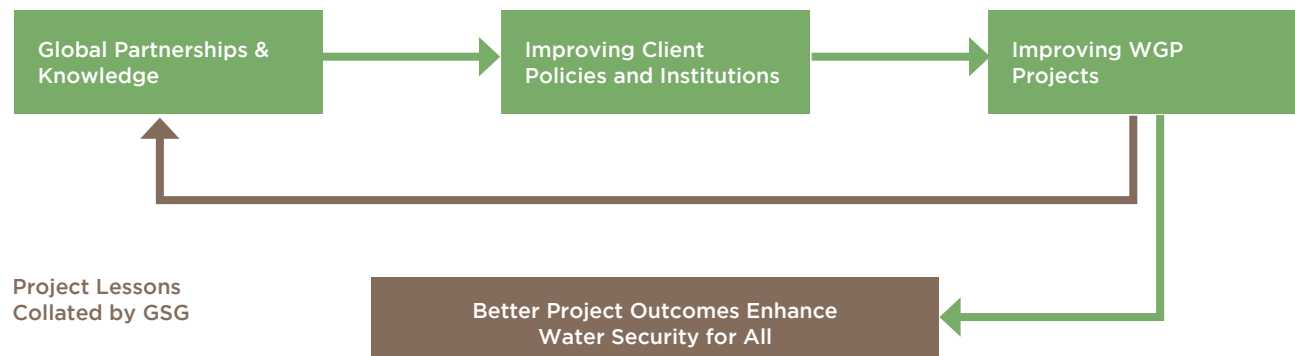 Global Partnerships &
Knowledge
Improving Client
Policies and Institutions
Improving WGP
Projects
Project Lessons
Collated by GSG
Better Project Outcomes Enhance
Water Security for All